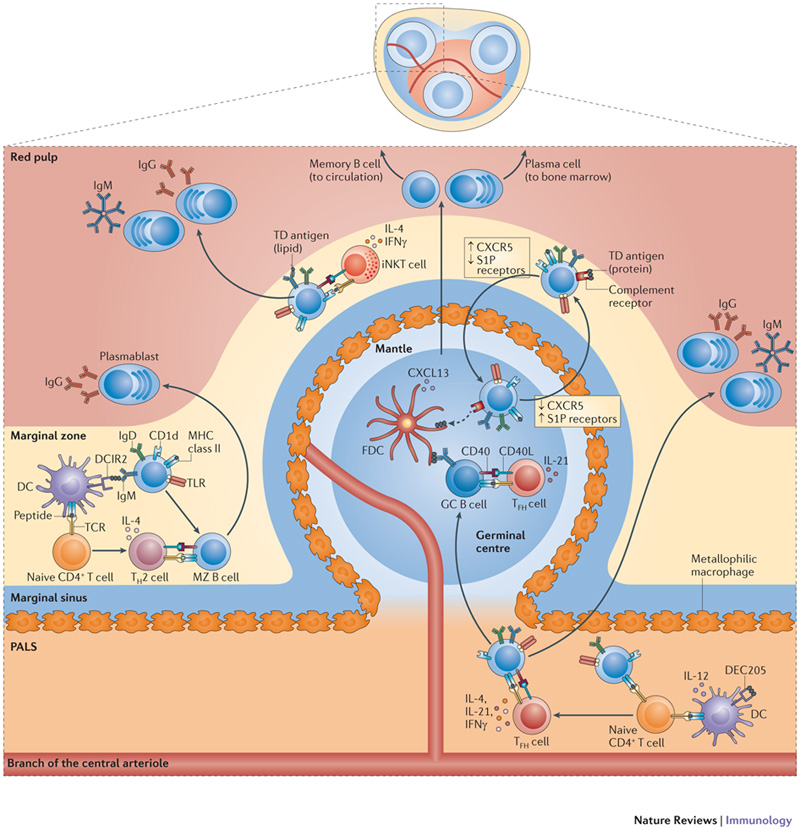 Red pulp
IgG
IgM
Memory B cell
(to circulation)
Plasma cell
(to bone marrow)
TD antigen
(lipid)
IL-4
IFNγ
iNKT cell
↑ CXCR5
↓ S1P
receptors
TD antigen
(protein)
Complement
receptor
IgG
IgM
Mantle
CXCL13
Plasmablast
IgG
↓ CXCR5
↑ S1P receptors
FDC
Marginal zone
IgD
CD1d
MHC
class II
DCIR2
DC
IgM
TLR
CD40
CD40L
IL-21
GC B cell
TFH cell
Peptide
TCR
IL-4
Germinal
centre
Naive CD4⁺ T cell
TH2 cell
MZ B cell
Metallophilic
macrophage
Marginal sinus
PALS
IL-12
DEC205
IL-4,
IL-21,
IFNγ
DC
TFH cell
Naive
CD4⁺ T cell
Branch of the central arteriole
Nature Reviews | Immunology